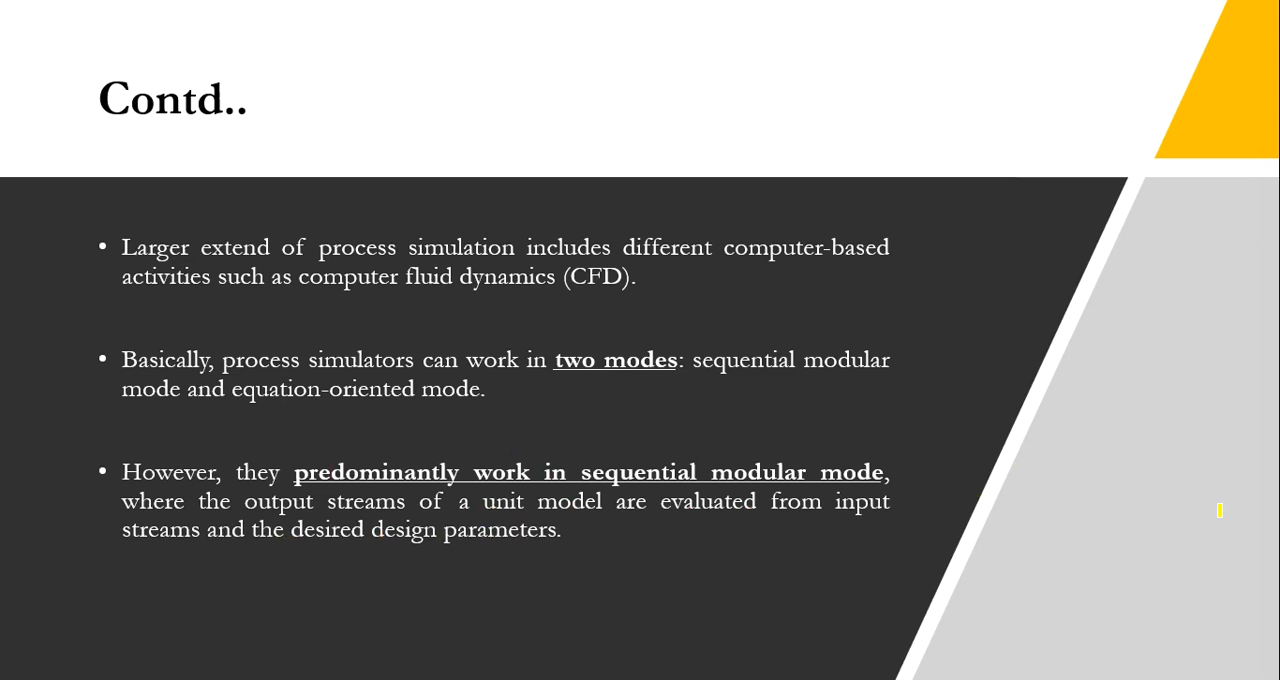 Contd..
• Larger extend of process simulation includes different computer-based
activities such as computer fluid dynamics (CFD).
• Basically, process simulators can work in two modes: sequential modular
mode and equation-oriented mode.
• However, they predominantly work in sequential modular mode,
where the output streams of a unit model are evaluated from input
streams and the desired design parameters.